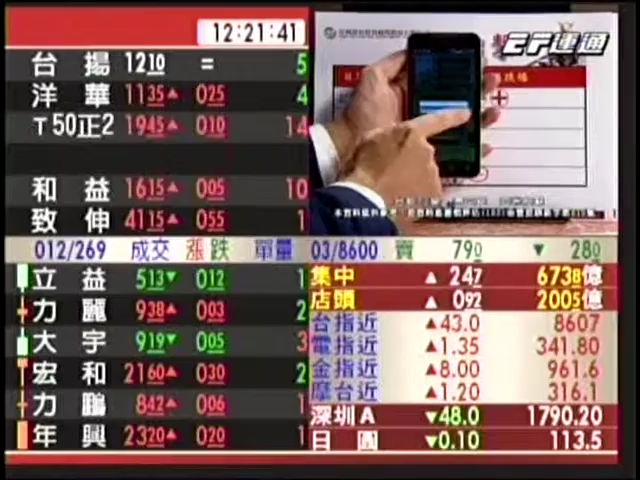 12:21:41
台揚 1210 = 5
洋華 1135▲ 025 4
T50正2 1945▲ 010 14
和益 1615▲ 005 10
致伸 4115▲ 055 1
012/269 成交 漲跌 單量
立益 513▼ 012 1
力麗 938▲ 003 2
大宇 919▼ 005 3
宏和 2160▲ 030 2
力鵬 842▲ 006 1
年興 2320▲ 020 1
EF運通
03/8600 賣 790 ▼ 280
集中 ▲ 247 6738億
店頭 ▲ 092 2005億
台指近 ▲43.0 8607
電指近 ▲1.35 341.80
金指近 ▲8.00 961.6
摩台近 ▲1.20 316.1
深圳A ▼48.0 1790.20
日圓 ▼0.10 113.5